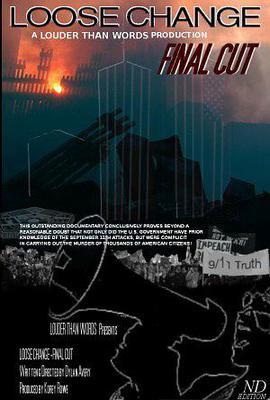 LOOSE CHANGE
A LOUDER THAN WORDS PRODUCTION
FINAL CUT
THIS OUTSTANDING DOCUMENTARY CONCLUSIVELY PROVES BEYOND A
REASONABLE DOUBT THAT NOT ONLY DID THE U.S. GOVERNMENT HAVE PRIOR
KNOWLEDGE OF THE SEPTEMBER 11TH ATTACKS, BUT WERE COMPLICIT
IN CARRYING OUT THE MURDER OF THOUSANDS OF AMERICAN CITIZENS!
IMPEACH
9/11 Truth
LOUDER THAN WORDS Presents
LOOSE CHANGE - FINAL CUT
WRITTEN & DIRECTED BY DYLAN AVERY
PRODUCED BY KOREY ROWE
ND
EDITION